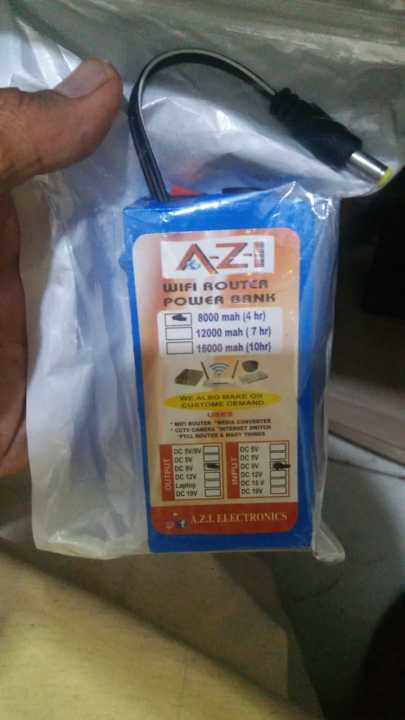 A-Z-I
WIFI ROUTER
POWER BANK
8000 mah (4 hr)
12000 mah ( 7 hr)
16000 mah (10hr)
WE ALSO MAKE ON
CUSTOME DEMAND
USES
* WIFI ROUTER *MEDIA CONVERTER
* CCTV CAMERA *INTERNET SWITCH
*PTCL ROUTER & MANY THINGS
OUTPUT
DC 5V/9V
DC 5V
DC 9V
DC 12V
Laptop
DC 19V
INPUT
DC 5V
DC 9V
DC 12V
DC 15 V
DC 19V
A.Z.I. ELECTRONICS